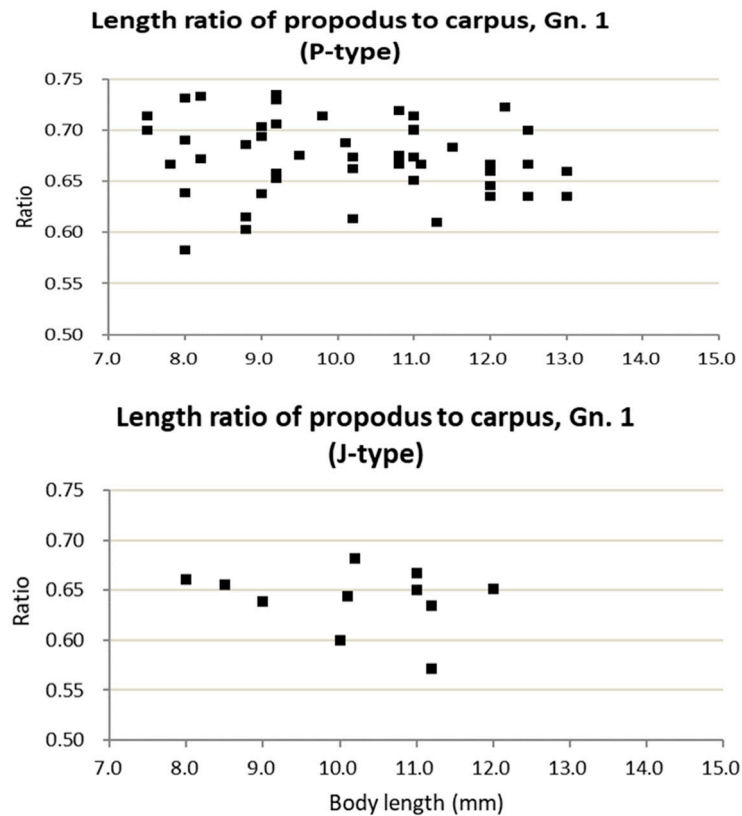 Length ratio of propodus to carpus, Gn. 1
(P-type)
0.75
0.70
0.65
0.60
0.55
0.50
Ratio
7.0 8.0 9.0 10.0 11.0 12.0 13.0 14.0 15.0
Length ratio of propodus to carpus, Gn. 1
(J-type)
0.75
0.70
0.65
0.60
0.55
0.50
Ratio
7.0 8.0 9.0 10.0 11.0 12.0 13.0 14.0 15.0
Body length (mm)